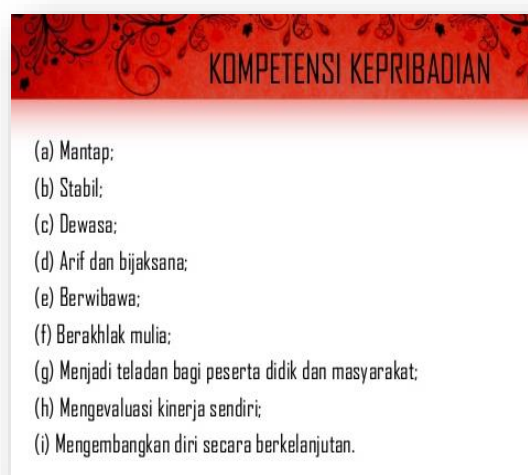 KOMPETENSI KEPRIBADIAN
(a) Mantap;
(b) Stabil;
(c) Dewasa;
(d) Arif dan bijaksana;
(e) Berwibawa;
(f) Berakhlak mulia;
(g) Menjadi teladan bagi peserta didik dan masyarakat;
(h) Mengevaluasi kinerja sendiri;
(i) Mengembangkan diri secara berkelanjutan.